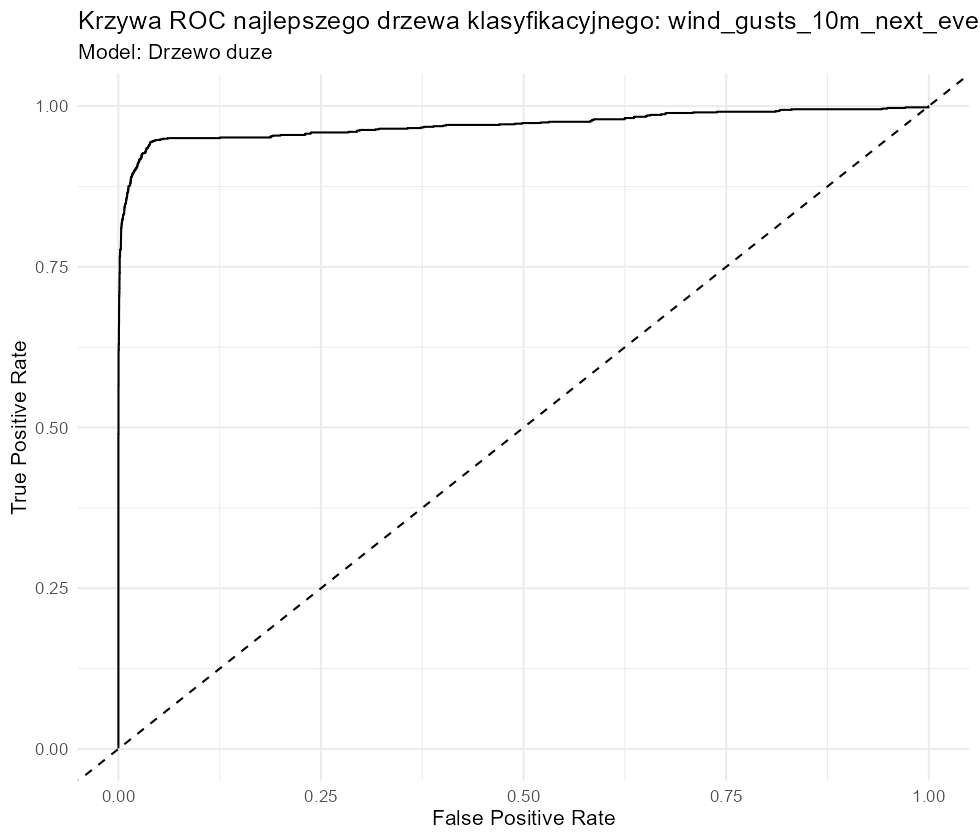 Krzywa ROC najlepszego drzewa klasyfikacyjnego: wind_gusts_10m_next_eve
Model: Drzewo duze
1.00
0.75
0.50
0.25
0.00
True Positive Rate
0.00 0.25 0.50 0.75 1.00
False Positive Rate